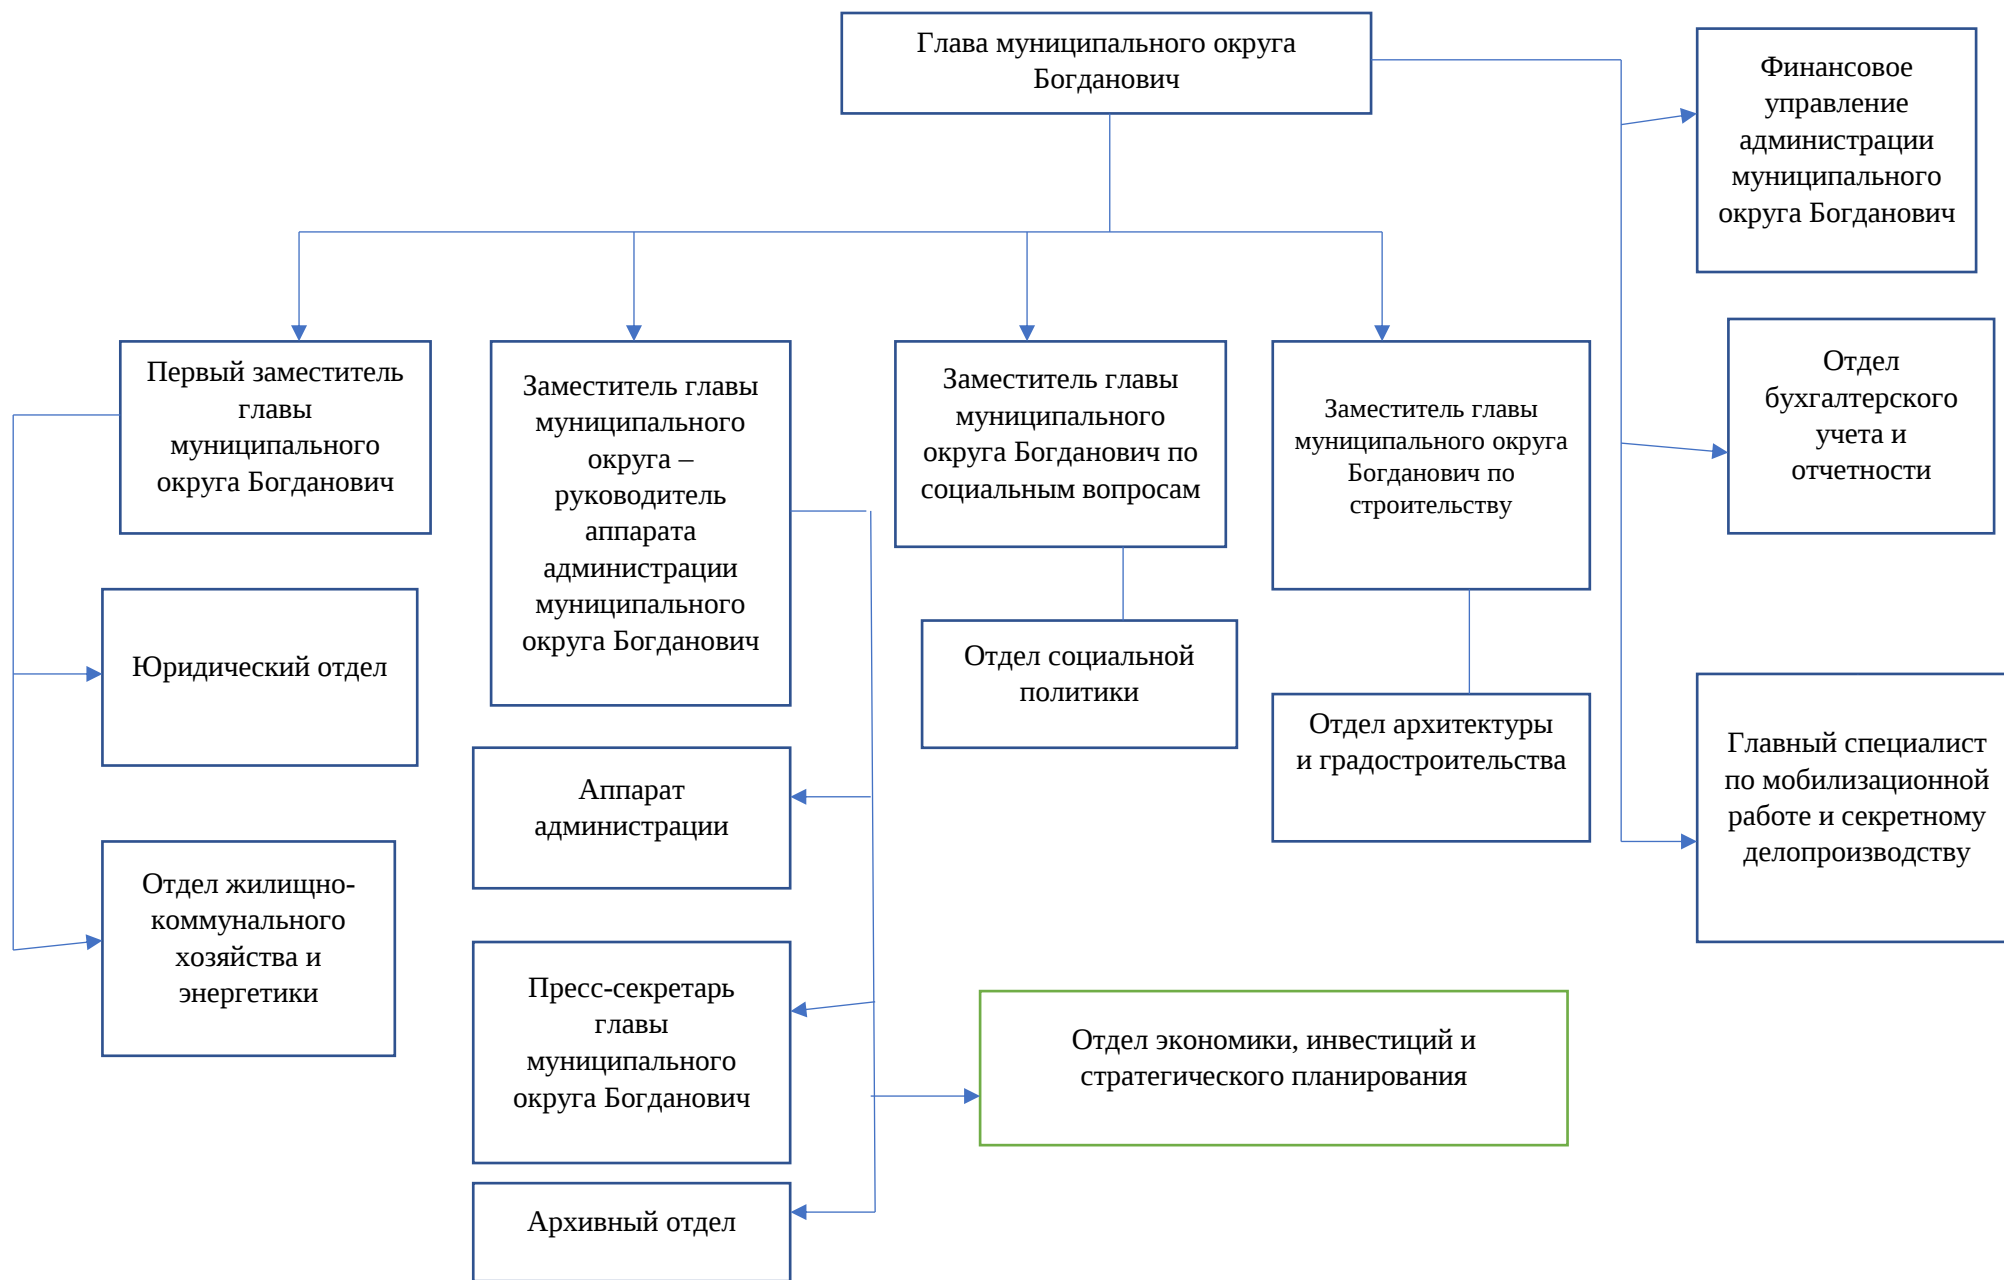 Глава муниципального округа
Богданович
Финансовое
управление
администрации
муниципального
округа Богданович
Первый заместитель
главы
муниципального
округа Богданович
Заместитель главы
муниципального
округа –
руководитель
аппарата
администрации
муниципального
округа Богданович
Заместитель главы
муниципального
округа Богданович по
социальным вопросам
Заместитель главы
муниципального округа
Богданович по
строительству
Отдел
бухгалтерского
учета и
отчетности
Юридический отдел
Отдел социальной
политики
Отдел архитектуры
и градостроительства
Главный специалист
по мобилизационной
работе и секретному
делопроизводству
Аппарат
администрации
Отдел жилищно-
коммунального
хозяйства и
энергетики
Пресс-секретарь
главы
муниципального
округа Богданович
Отдел экономики, инвестиций и
стратегического планирования
Архивный отдел